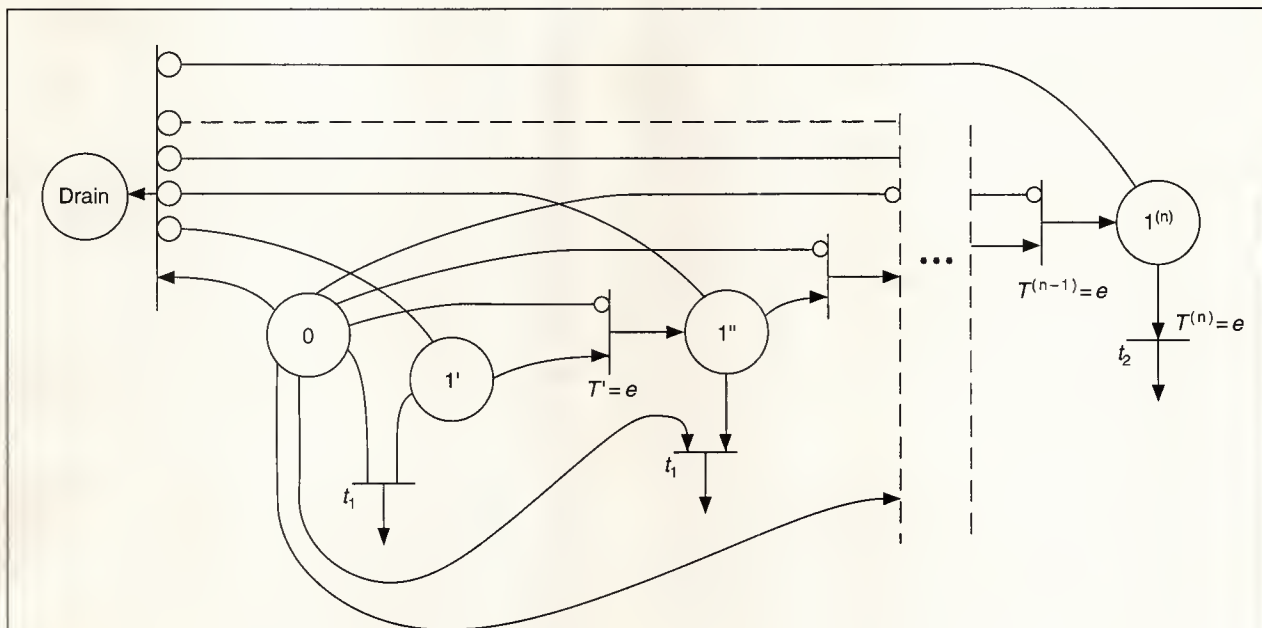 Drain
0
1′
T′ = e
1″
t₁
t₁
•••
T⁽ⁿ⁻¹⁾ = e
1⁽ⁿ⁾
T⁽ⁿ⁾ = e
t₂